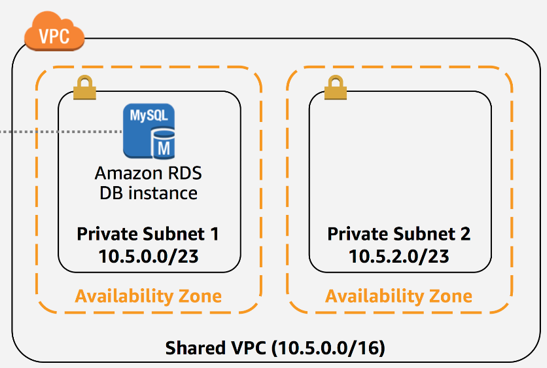 VPC
MySQL
M
Amazon RDS
DB instance
Private Subnet 1
10.5.0.0/23
Availability Zone
Private Subnet 2
10.5.2.0/23
Availability Zone
Shared VPC (10.5.0.0/16)